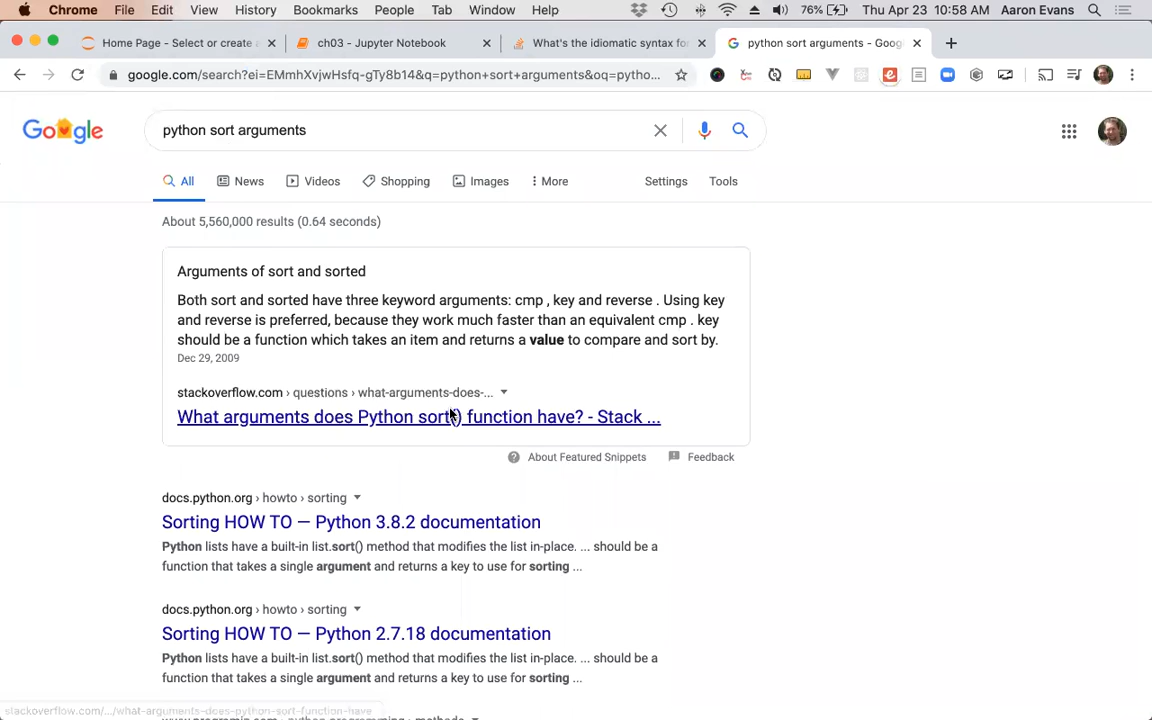 Chrome File Edit View History Bookmarks People Tab Window Help 76% Thu Apr 23 10:58 AM Aaron Evans
Home Page - Select or create a ch03 - Jupyter Notebook What's the idiomatic syntax for python sort arguments - Goog
google.com/search?ei=EMmhXvjwHsfq-gTy8b14&q=python+sort+arguments&oq=pytho...
Google python sort arguments
All News Videos Shopping Images More Settings Tools
About 5,560,000 results (0.64 seconds)
Arguments of sort and sorted
Both sort and sorted have three keyword arguments: cmp , key and reverse . Using key
and reverse is preferred, because they work much faster than an equivalent cmp . key
should be a function which takes an item and returns a value to compare and sort by.
Dec 29, 2009
stackoverflow.com › questions › what-arguments-does-...
What arguments does Python sort() function have? - Stack ...
About Featured Snippets Feedback
docs.python.org › howto › sorting
Sorting HOW TO — Python 3.8.2 documentation
Python lists have a built-in list.sort() method that modifies the list in-place. ... should be a
function that takes a single argument and returns a key to use for sorting ...
docs.python.org › howto › sorting
Sorting HOW TO — Python 2.7.18 documentation
Python lists have a built-in list.sort() method that modifies the list in-place. ... should be a
function that takes a single argument and returns a key to use for sorting ...
stackoverflow.com/.../what-arguments-does-python-sort-function-have